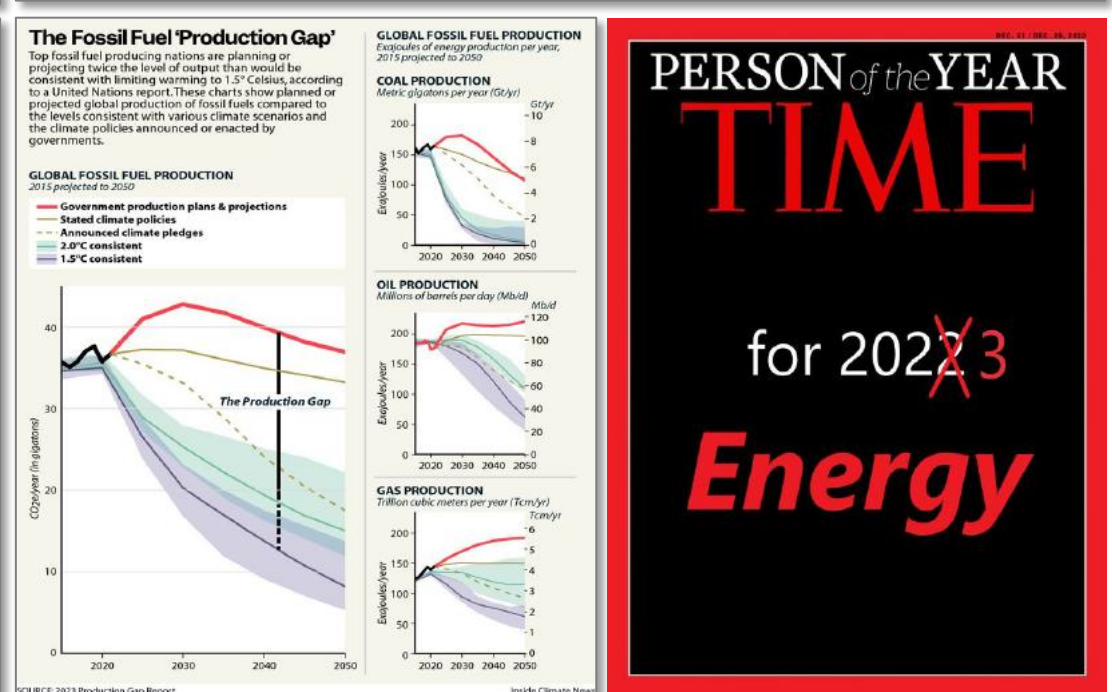 The Fossil Fuel 'Production Gap'
Top fossil fuel producing nations are planning or
projecting twice the level of output than would be
consistent with limiting warming to 1.5° Celsius, according
to a United Nations report. These charts show planned or
projected global production of fossil fuels compared to
the levels consistent with various climate scenarios and
the climate policies announced or enacted by
governments.
GLOBAL FOSSIL FUEL PRODUCTION
2015 projected to 2050
Government production plans & projections
Stated climate policies
Announced climate pledges
2.0°C consistent
1.5°C consistent
CO2e/year (in gigatons)
40
30
20
10
0
The Production Gap
2020 2030 2040 2050
SOURCE: 2023 Production Gap Report
Inside Climate News
GLOBAL FOSSIL FUEL PRODUCTION
Exajoules of energy production per year,
2015 projected to 2050
COAL PRODUCTION
Metric gigatons per year (Gt/yr)
Gt/yr
Exajoules/year
200
150
100
50
0
10
8
6
4
2
0
2020 2030 2040 2050
OIL PRODUCTION
Millions of barrels per day (Mb/d)
Mb/d
Exajoules/year
200
150
100
50
0
120
100
80
60
40
20
0
2020 2030 2040 2050
GAS PRODUCTION
Trillion cubic meters per year (Tcm/yr)
Tcm/yr
Exajoules/year
200
150
100
50
0
6
5
4
3
2
1
0
2020 2030 2040 2050
PERSON of the YEAR
TIME
for 2022 3
Energy